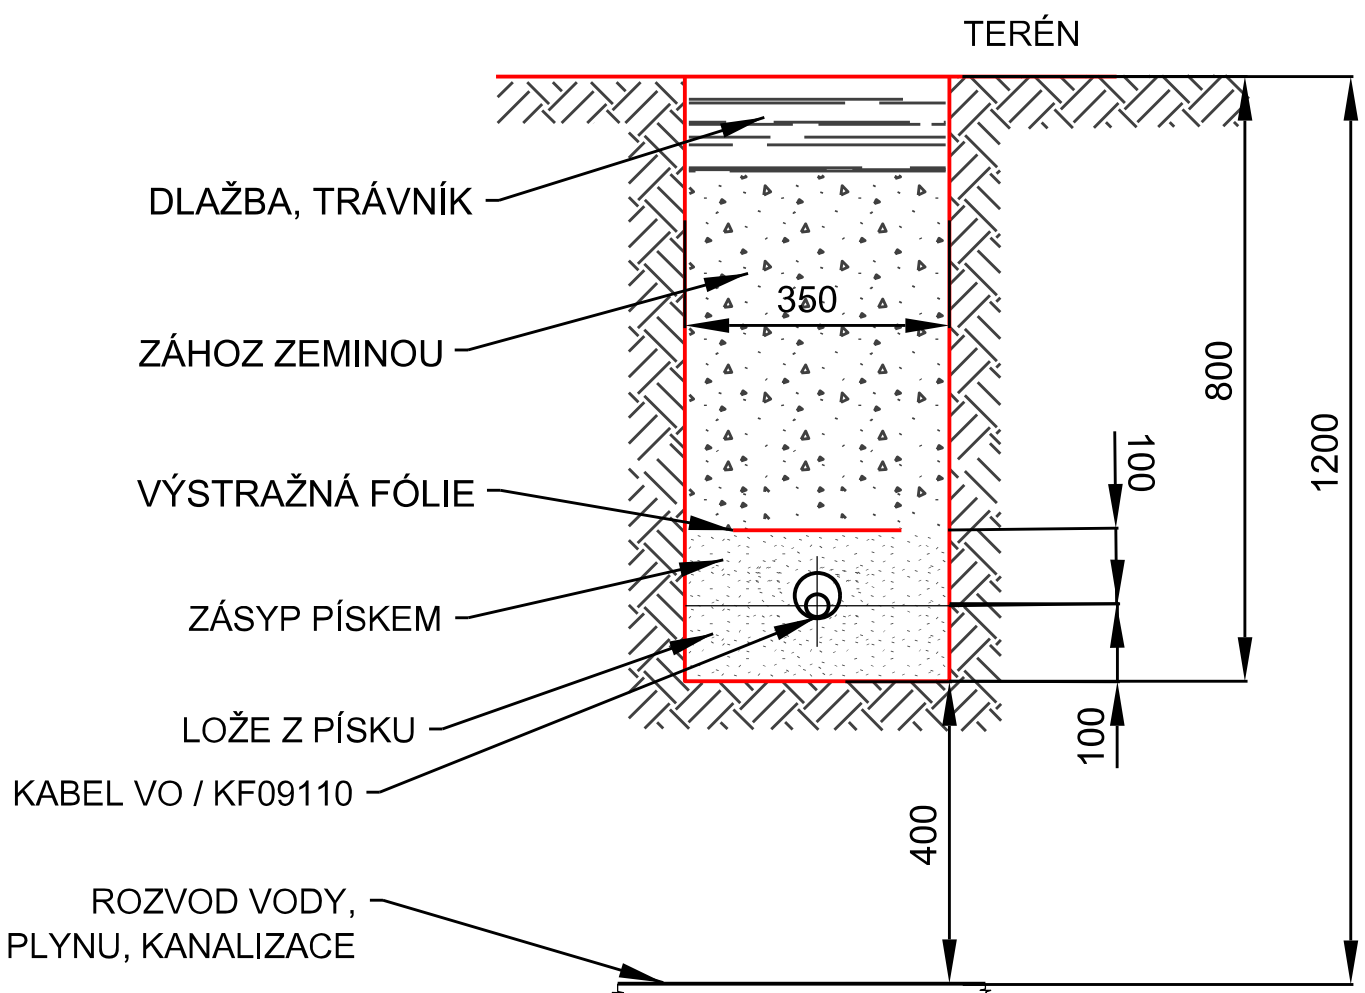 TERÉN
DLAŽBA, TRÁVNÍK
350
ZÁHOZ ZEMINOU
800
1200
100
VÝSTRAŽNÁ FÓLIE
ZÁSYP PÍSKEM
LOŽE Z PÍSKU
100
KABEL VO / KF09110
400
ROZVOD VODY,
PLYNU, KANALIZACE